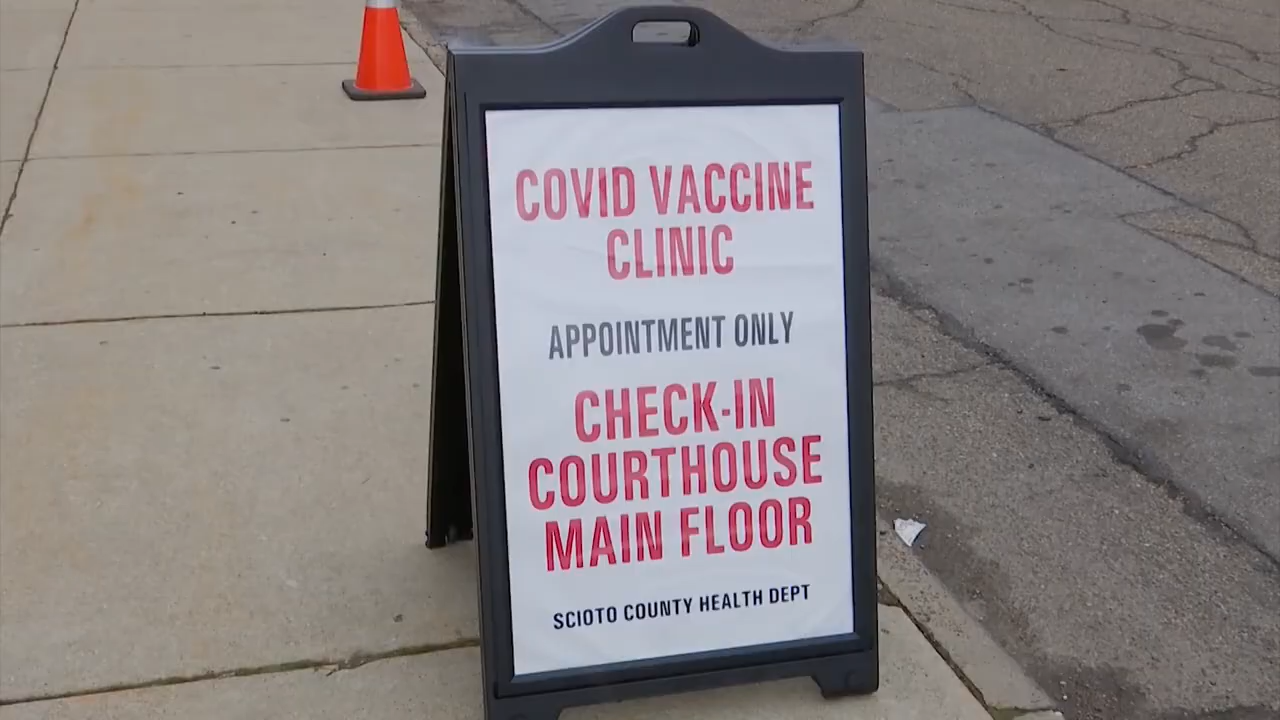 COVID VACCINE
CLINIC
APPOINTMENT ONLY
CHECK-IN
COURTHOUSE
MAIN FLOOR
SCIOTO COUNTY HEALTH DEPT